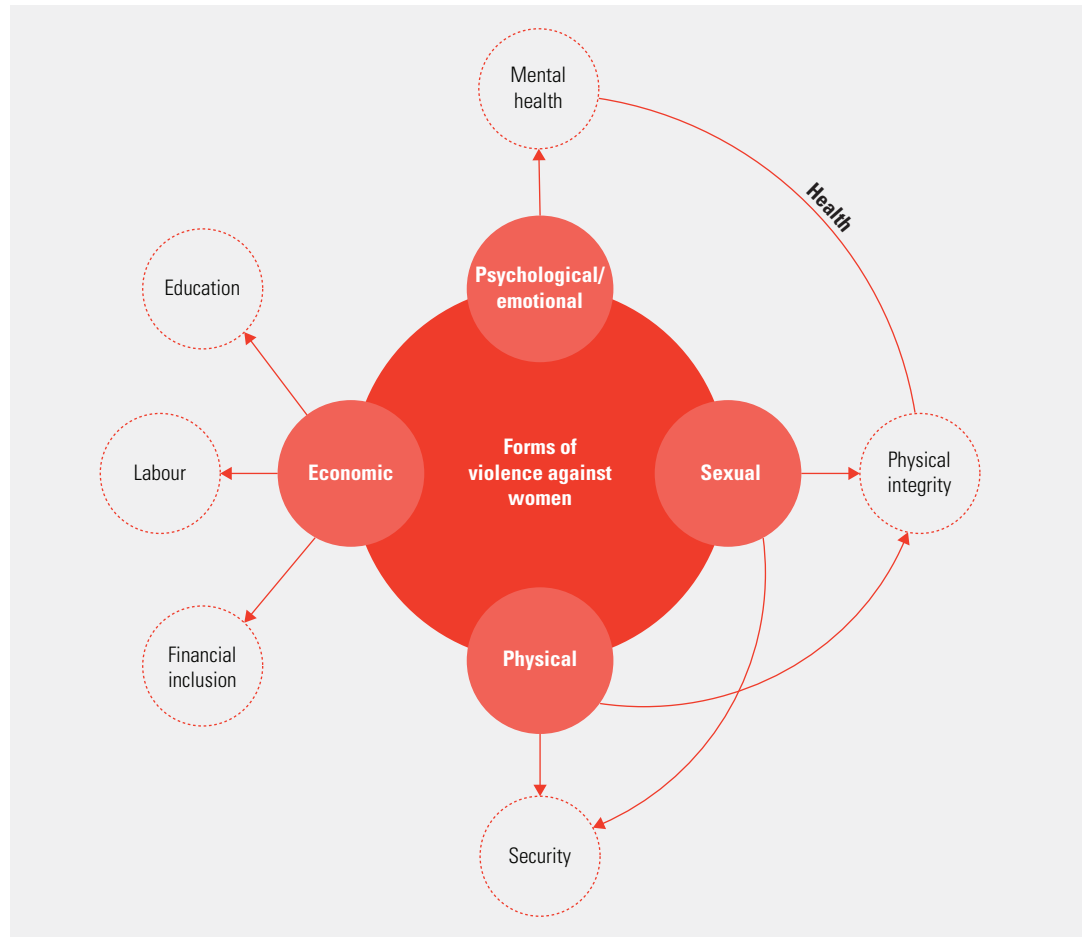 Mental
health
Health
Psychological/
emotional
Education
Labour
Economic
Forms of
violence against
women
Sexual
Physical
integrity
Financial
inclusion
Physical
Security